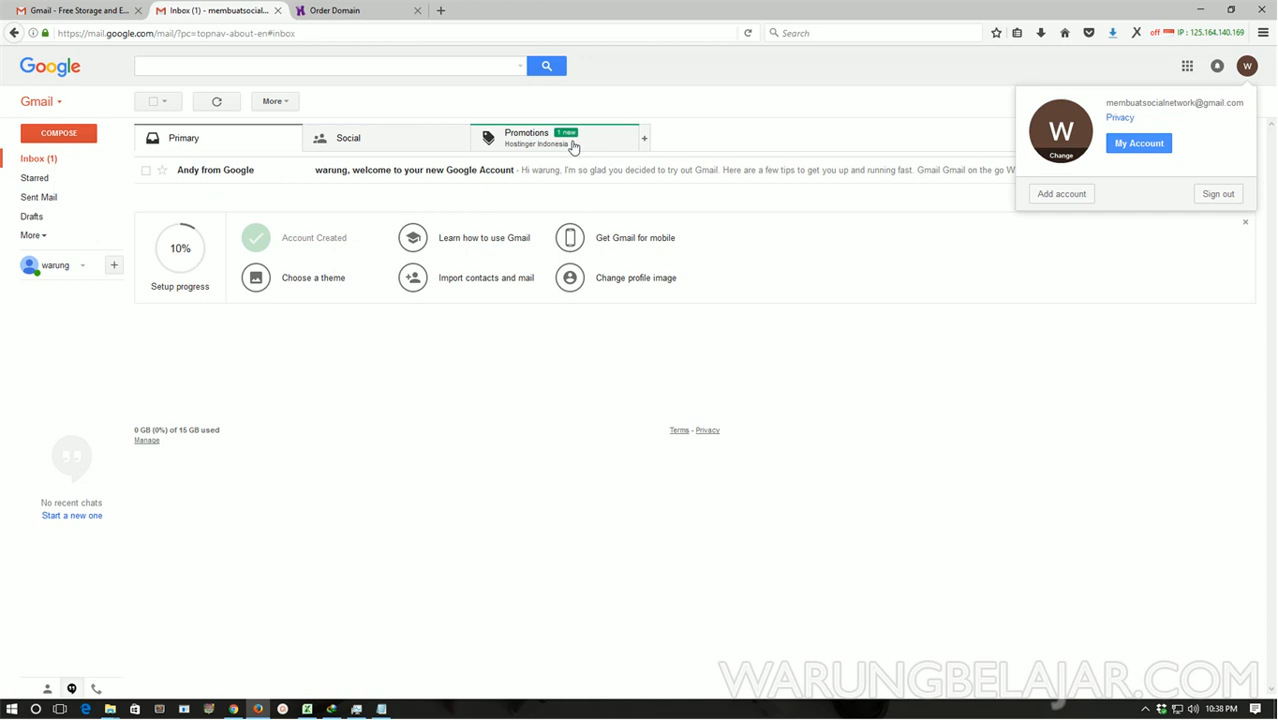 Gmail - Free Storage and E...
Inbox (1) - membuatsocial...
Order Domain
https://mail.google.com/mail/?pc=topnav-about-en#inbox
Search
off
IP : 125.164.140.169
Google
W
Gmail
More
membuatsocialnetwork@gmail.com
Privacy
W
Change
My Account
Add account
Sign out
COMPOSE
Primary
Social
Promotions 1 new
Hostinger Indonesia
Inbox (1)
Starred
Sent Mail
Drafts
More
warung
Andy from Google
warung, welcome to your new Google Account - Hi warung, I'm so glad you decided to try out Gmail. Here are a few tips to get you up and running fast. Gmail Gmail on the go W
10%
Setup progress
Account Created
Learn how to use Gmail
Get Gmail for mobile
Choose a theme
Import contacts and mail
Change profile image
0 GB (0%) of 15 GB used
Manage
Terms - Privacy
No recent chats
Start a new one
WARUNGBELAJAR.COM
10:38 PM